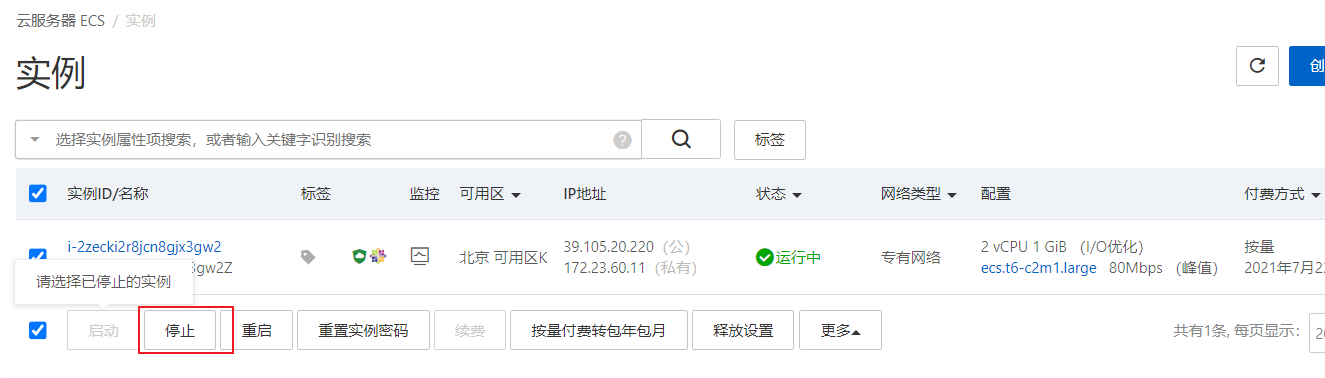 云服务器 ECS / 实例
实例
创
选择实例属性项搜索，或者输入关键字识别搜索 ?
标签
实例ID/名称 标签 监控 可用区 IP地址 状态 网络类型 配置 付费方式
i-2zecki2r8jcn8gjx3gw2 39.105.20.220（公） 2 vCPU 1 GiB （I/O优化） 按量
北京 可用区K 运行中 专有网络
3gw2Z 172.23.60.11（私有） ecs.t6-c2m1.large 80Mbps （峰值） 2021年7月2
请选择已停止的实例
启动 停止 重启 重置实例密码 续费 按量付费转包年包月 释放设置 更多 共有1条, 每页显示: 20